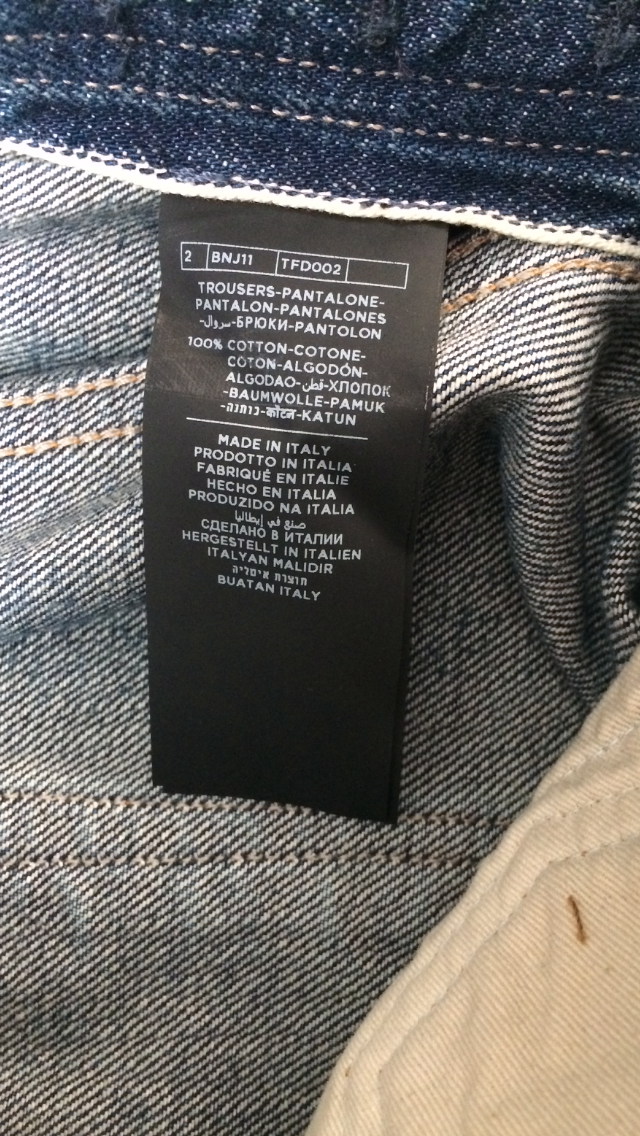 2 BNJ11 TFD002
TROUSERS-PANTALONE-
PANTALON-PANTALONES
-سروال-БРЮКИ-PANTOLON
100% COTTON-COTONE-
COTON-ALGODÓN-
ALGODAO-قطن-ХЛОПОК
-BAUMWOLLE-PAMUK
-כותנה-कॉटन-KATUN
MADE IN ITALY
PRODOTTO IN ITALIA
FABRIQUÉ EN ITALIE
HECHO EN ITALIA
PRODUZIDO NA ITALIA
صنع في إيطاليا
СДЕЛАНО В ИТАЛИИ
HERGESTELLT IN ITALIEN
ITALYAN MALIDIR
תוצרת איטליה
BUATAN ITALY